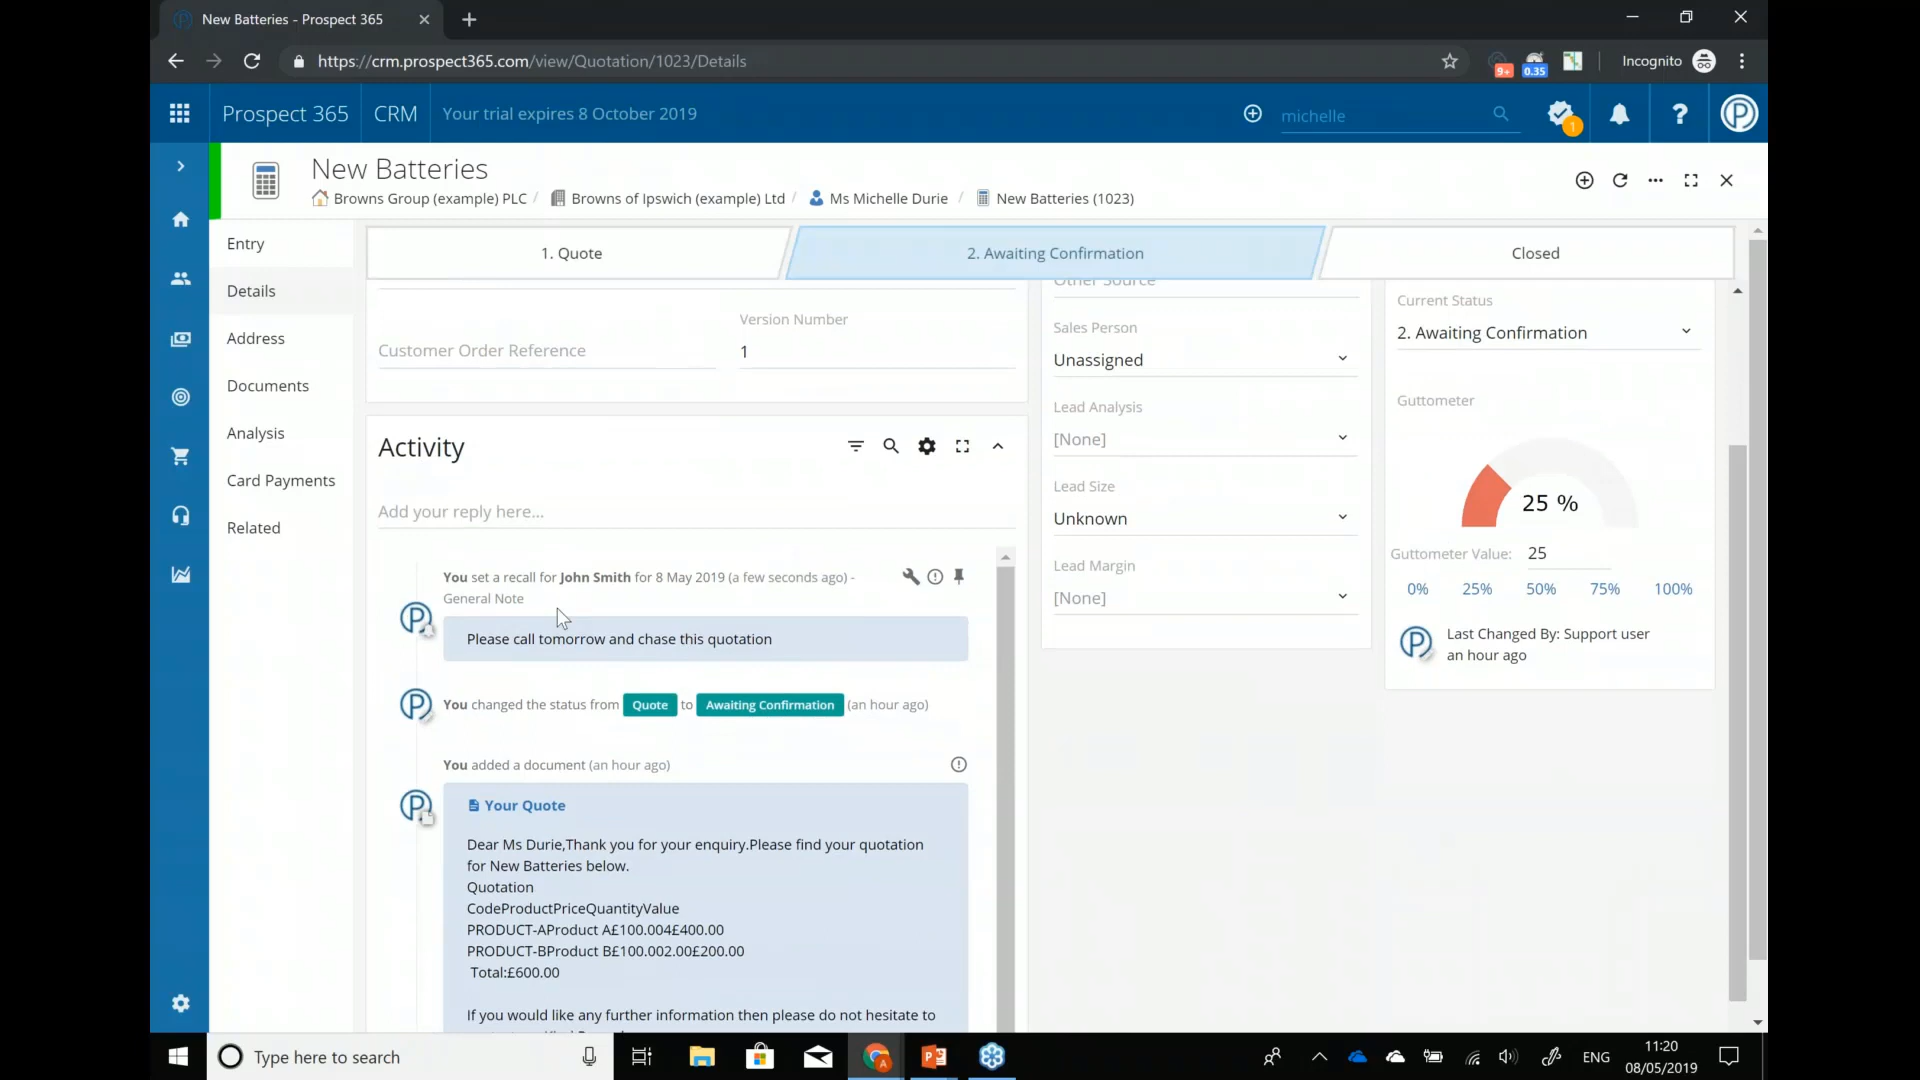 New Batteries - Prospect 365
https://crm.prospect365.com/view/Quotation/1023/Details
9+
0.35
Incognito
Prospect 365
CRM
Your trial expires 8 October 2019
michelle
1
?
New Batteries
Browns Group (example) PLC / Browns of Ipswich (example) Ltd / Ms Michelle Durie / New Batteries (1023)
Entry
Details
Address
Documents
Analysis
Card Payments
Related
1. Quote
2. Awaiting Confirmation
Closed
Customer Order Reference
Version Number
1
Activity
Add your reply here...
You set a recall for John Smith for 8 May 2019 (a few seconds ago) -
General Note
Please call tomorrow and chase this quotation
You changed the status from Quote to Awaiting Confirmation (an hour ago)
You added a document (an hour ago)
Your Quote
Dear Ms Durie,Thank you for your enquiry.Please find your quotation
for New Batteries below.
Quotation
CodeProductPriceQuantityValue
PRODUCT-AProduct A£100.004£400.00
PRODUCT-BProduct B£100.002.00£200.00
Total:£600.00
If you would like any further information then please do not hesitate to
Other Source
Sales Person
Unassigned
Lead Analysis
[None]
Lead Size
Unknown
Lead Margin
[None]
Current Status
2. Awaiting Confirmation
Guttometer
25 %
Guttometer Value: 25
0% 25% 50% 75% 100%
Last Changed By: Support user
an hour ago
Type here to search
ENG
11:20
08/05/2019